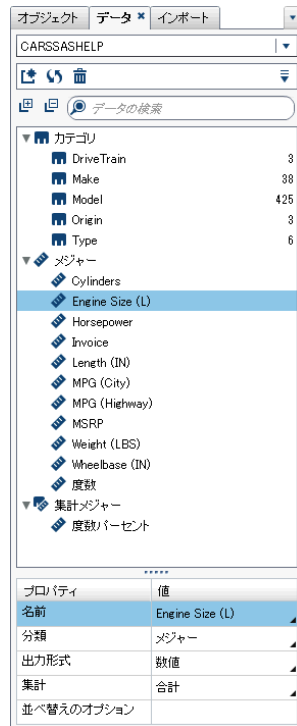 オブジェクト データ × インポート
CARSSASHELP
データの検索
カテゴリ
DriveTrain 3
Make 38
Model 425
Origin 3
Type 6
メジャー
Cylinders
Engine Size (L)
Horsepower
Invoice
Length (IN)
MPG (City)
MPG (Highway)
MSRP
Weight (LBS)
Wheelbase (IN)
度数
集計メジャー
度数パーセント
プロパティ 値
名前 Engine Size (L)
分類 メジャー
出力形式 数値
集計 合計
並べ替えのオプション